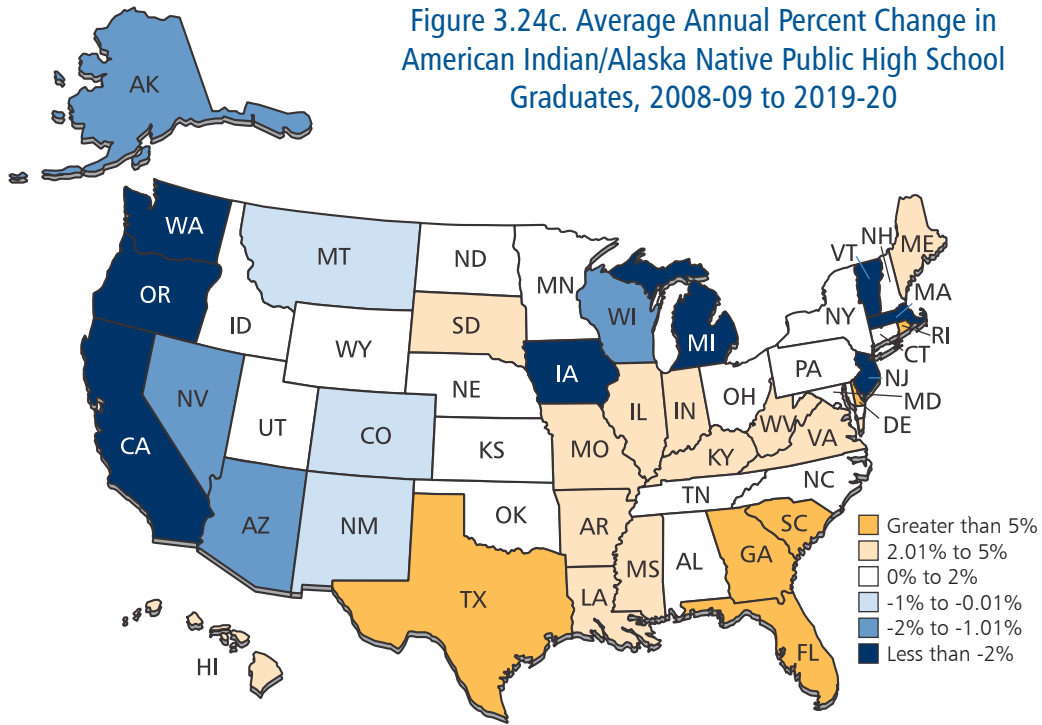 Figure 3.24c. Average Annual Percent Change in
American Indian/Alaska Native Public High School
Graduates, 2008-09 to 2019-20
AK
WA
MT
ND
MN
VT
NH
ME
OR
ID
WY
SD
WI
MI
NY
MA
RI
CT
NV
UT
CO
NE
IA
IL
IN
OH
PA
NJ
MD
DE
CA
KS
MO
KY
WV
VA
AZ
NM
OK
AR
TN
NC
TX
LA
MS
AL
GA
SC
FL
HI
Greater than 5%
2.01% to 5%
0% to 2%
-1% to -0.01%
-2% to -1.01%
Less than -2%